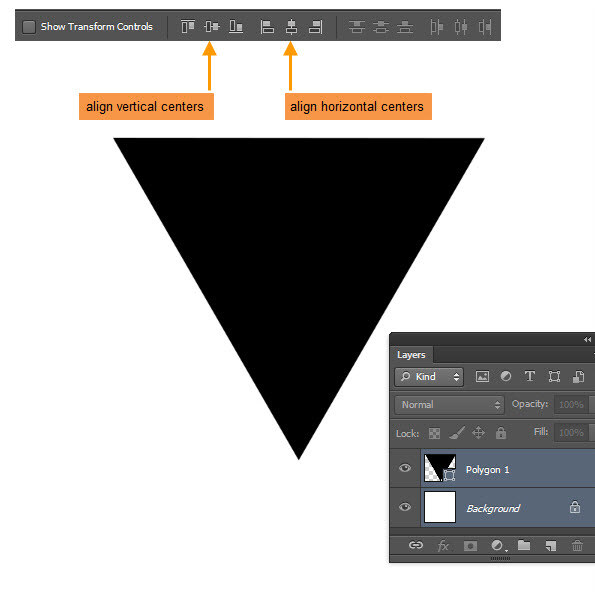 Show Transform Controls
align vertical centers
align horizontal centers
Layers
Kind
Normal
Opacity: 100%
Lock:
Fill: 100%
Polygon 1
Background
fx